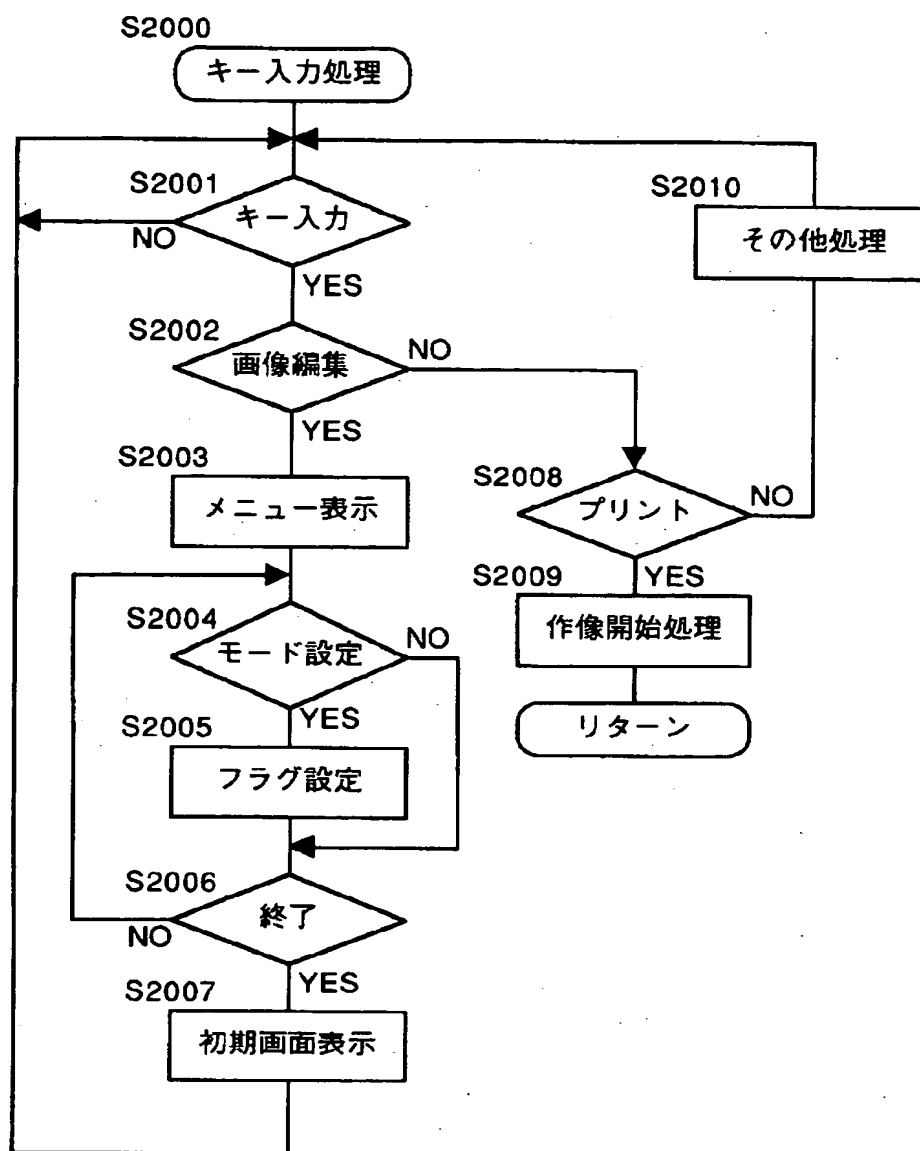 S2000
キー入力処理
S2001
キー入力
NO
YES
S2002
画像編集
NO
YES
S2003
メニュー表示
S2004
モード設定
NO
YES
S2005
フラグ設定
S2006
終了
NO
YES
S2007
初期画面表示
S2008
プリント
NO
YES
S2009
作像開始処理
リターン
S2010
その他処理